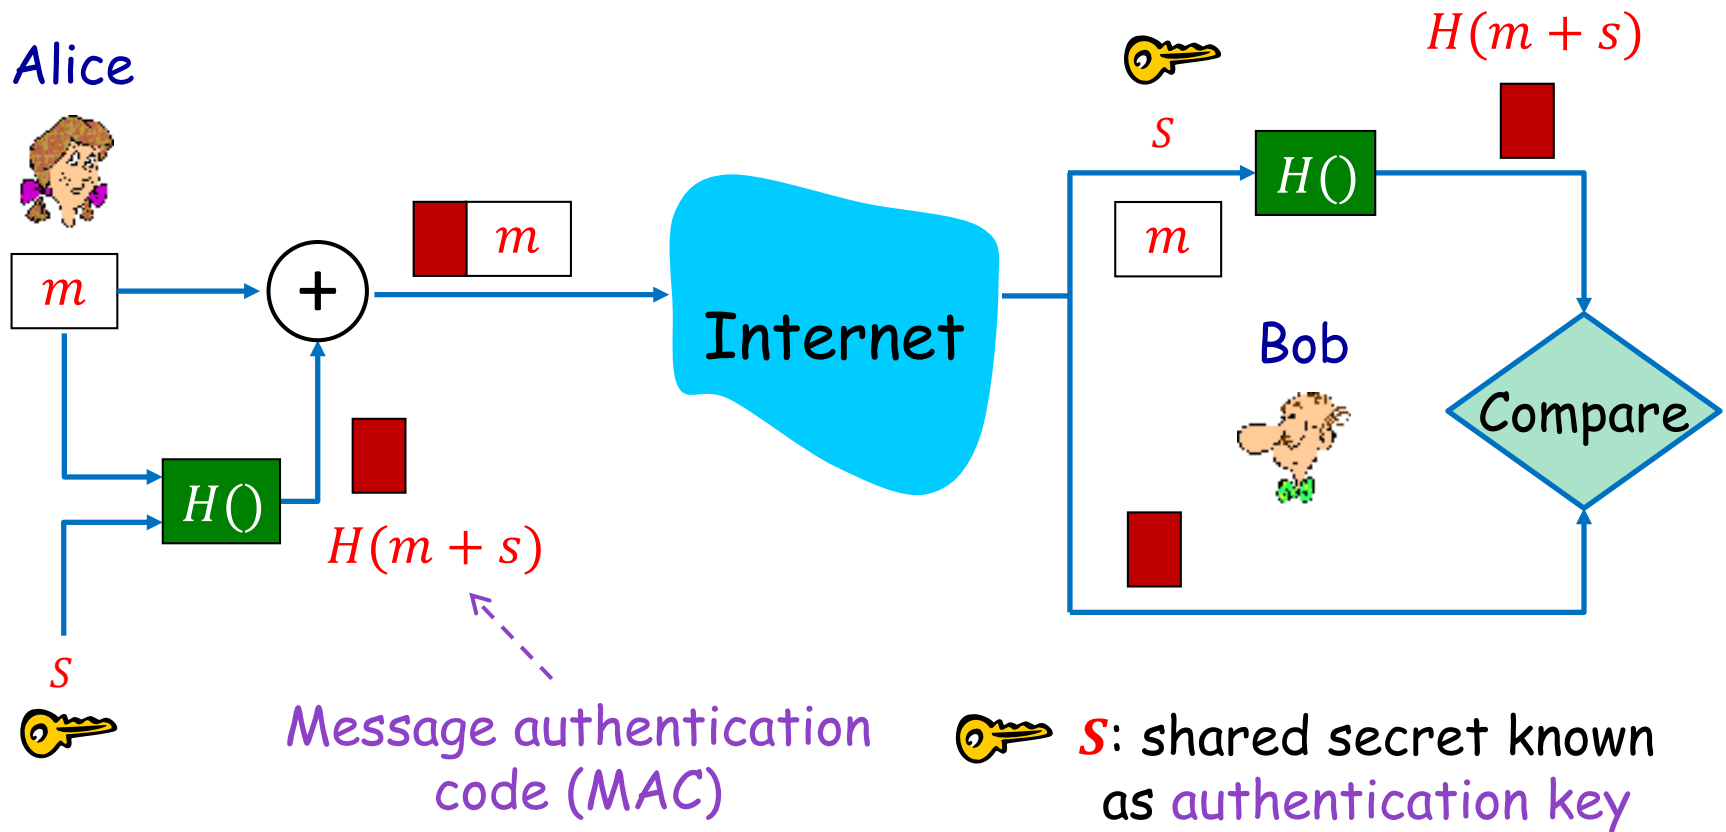 Alice
m
+
m
H()
H(m + s)
s
Message authentication
code (MAC)
Internet
H(m + s)
s
H()
m
Bob
Compare
s: shared secret known
as authentication key